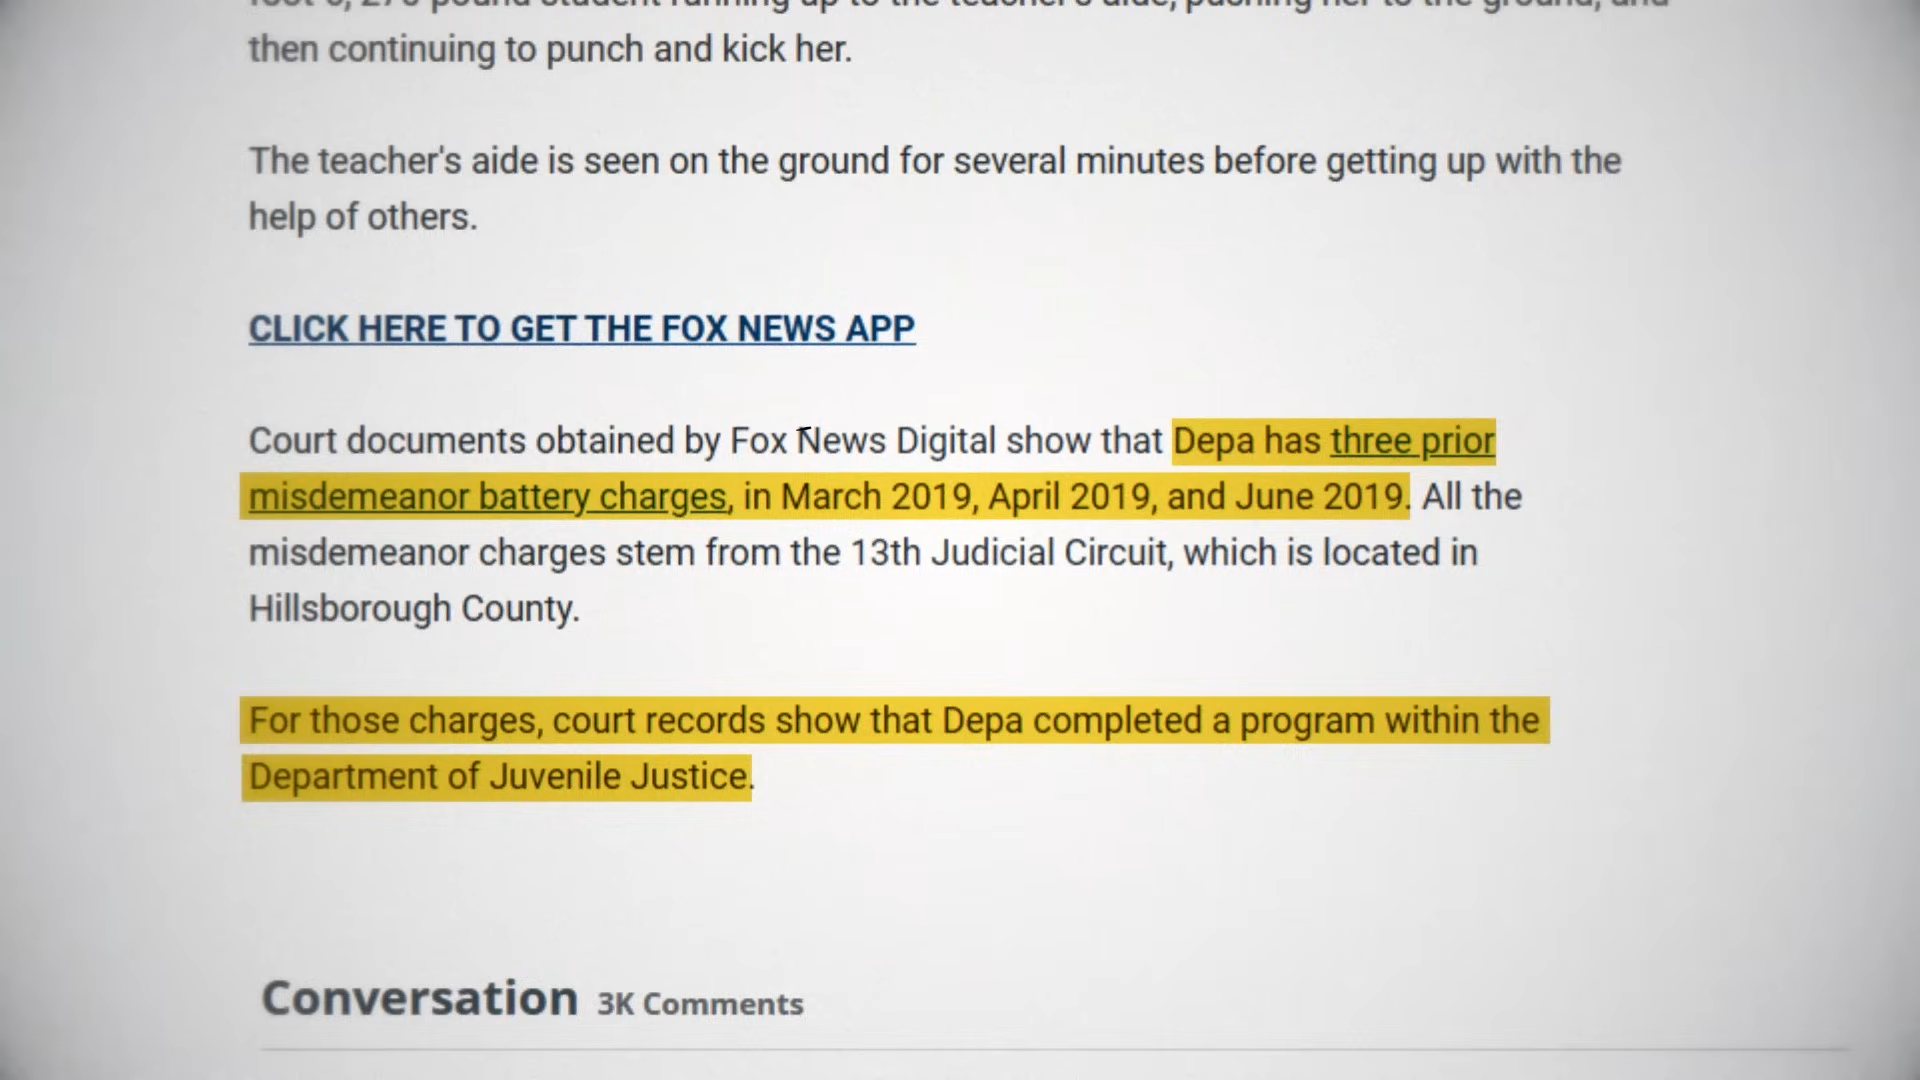 then continuing to punch and kick her.
The teacher's aide is seen on the ground for several minutes before getting up with the
help of others.
CLICK HERE TO GET THE FOX NEWS APP
Court documents obtained by Fox News Digital show that Depa has three prior
misdemeanor battery charges, in March 2019, April 2019, and June 2019. All the
misdemeanor charges stem from the 13th Judicial Circuit, which is located in
Hillsborough County.
For those charges, court records show that Depa completed a program within the
Department of Juvenile Justice.
Conversation 3K Comments